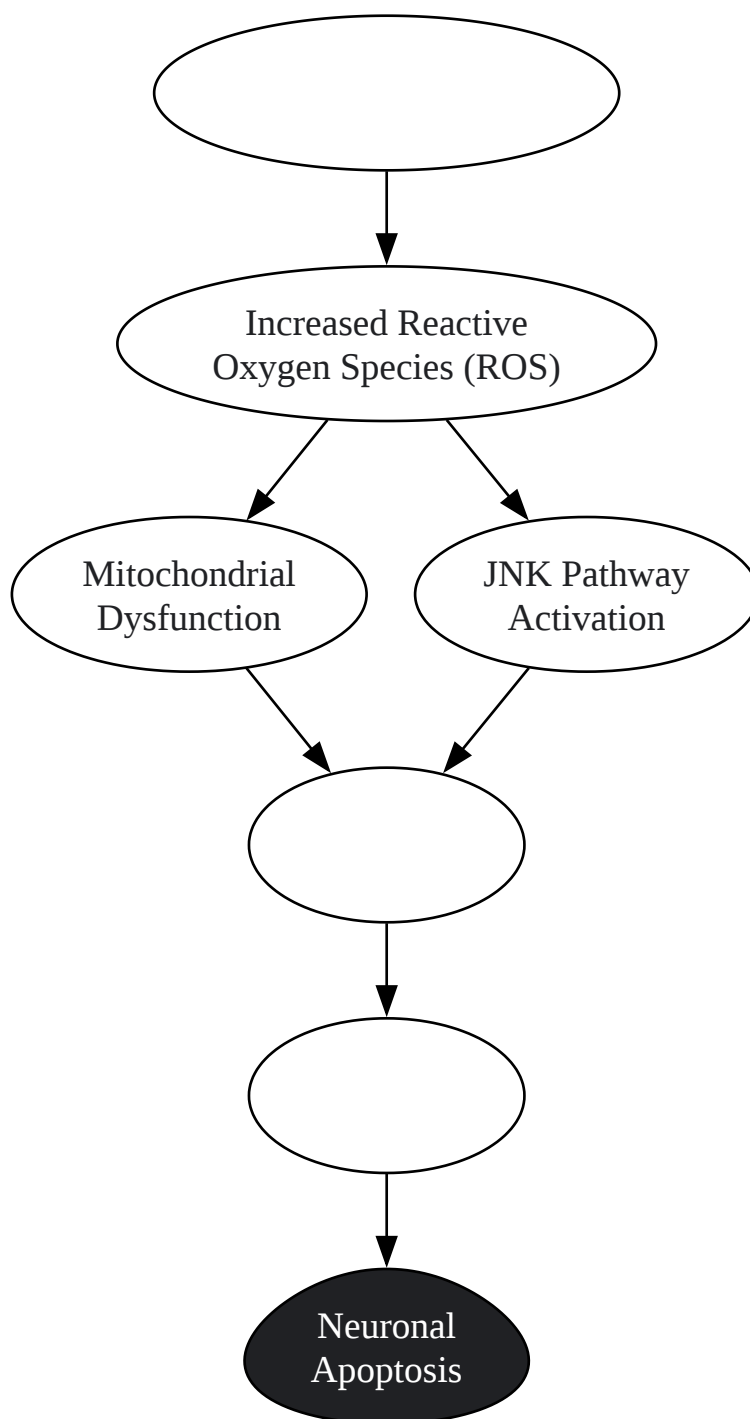 Increased Reactive
Oxygen Species (ROS)
Mitochondrial
Dysfunction
JNK Pathway
Activation
Neuronal
Apoptosis